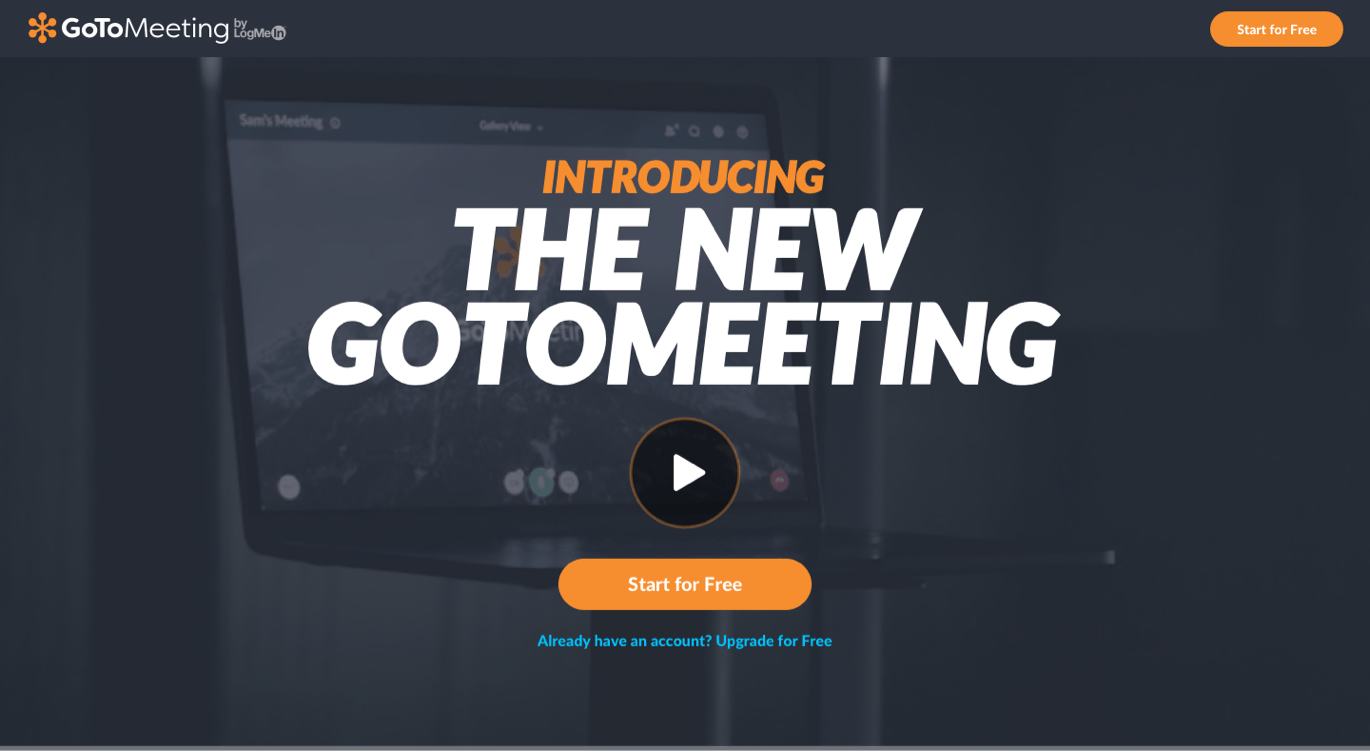 GoToMeeting by LogMeIn
Start for Free
Sam's Meeting
Gallery View
INTRODUCING
THE NEW
GOTOMEETING
GoToMeeting
Start for Free
Already have an account? Upgrade for Free